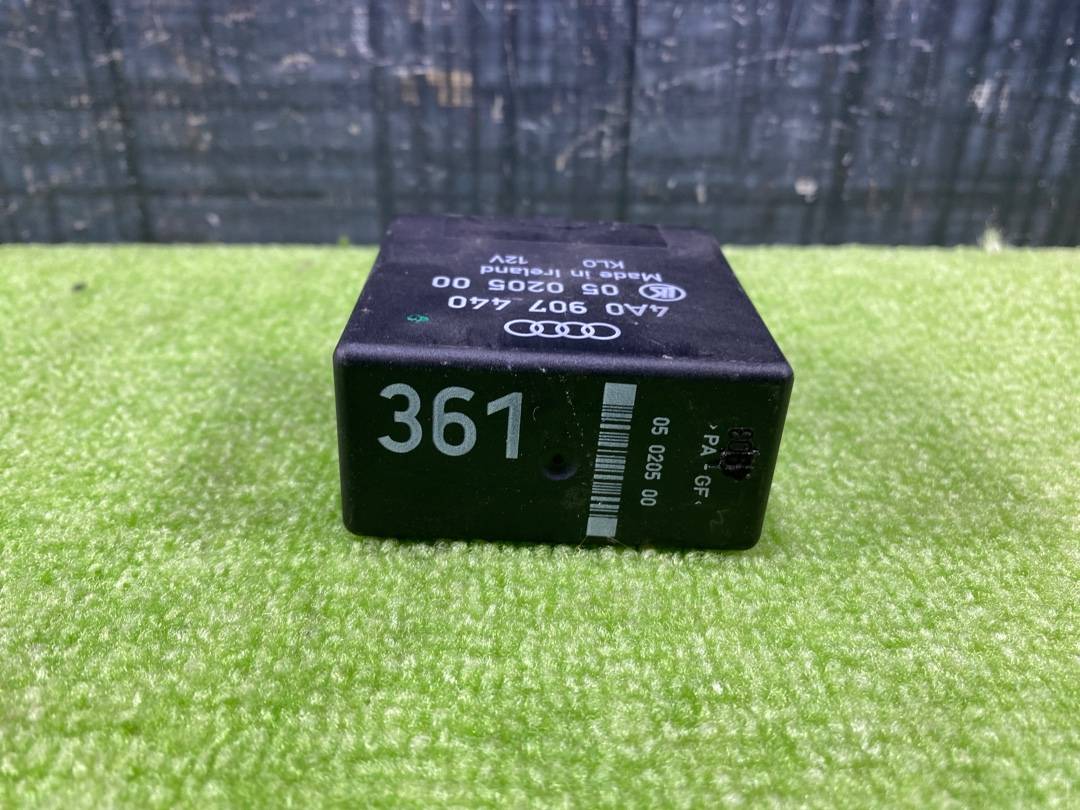 4A0 907 440
05 0205 00
Made in Ireland
KLO 12V
361
05 0205 00
>PA - GF<